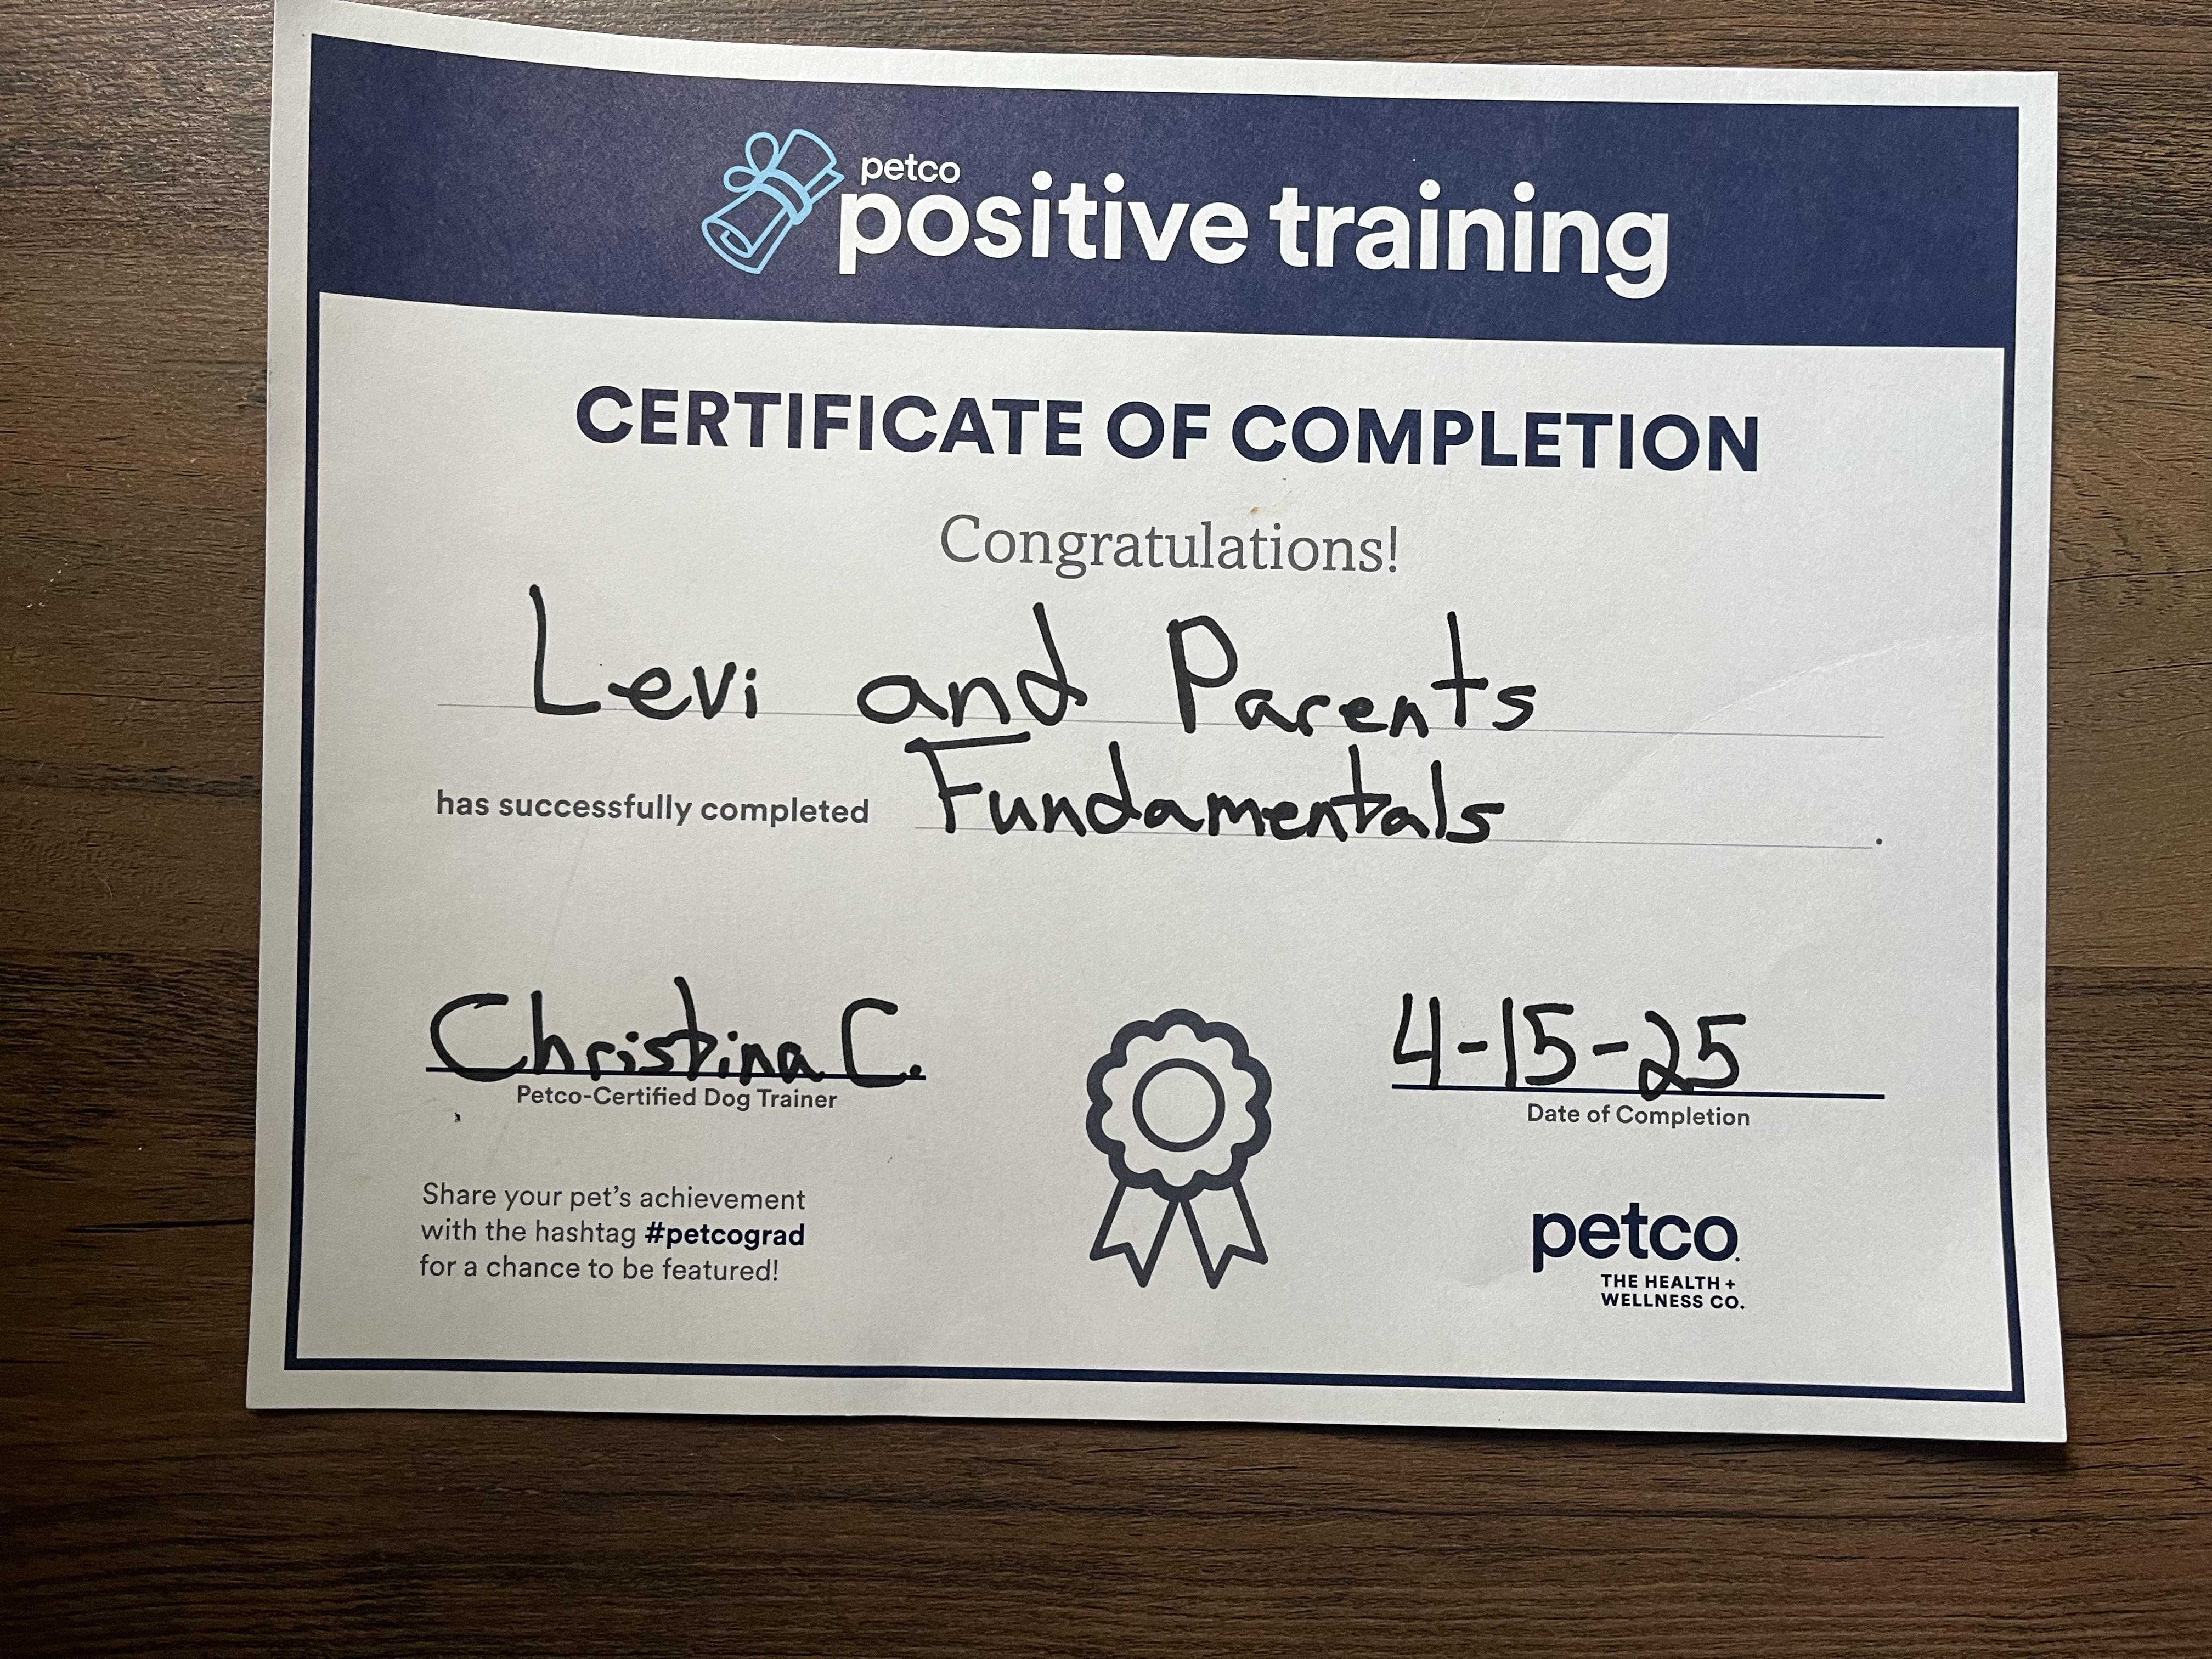 petco
positive training
CERTIFICATE OF COMPLETION
Congratulations!
Levi and Parents
has successfully completed Fundamentals.
Christina C.
Petco-Certified Dog Trainer
4-15-25
Date of Completion
Share your pet's achievement
with the hashtag #petcograd
for a chance to be featured!
petco.
THE HEALTH +
WELLNESS CO.